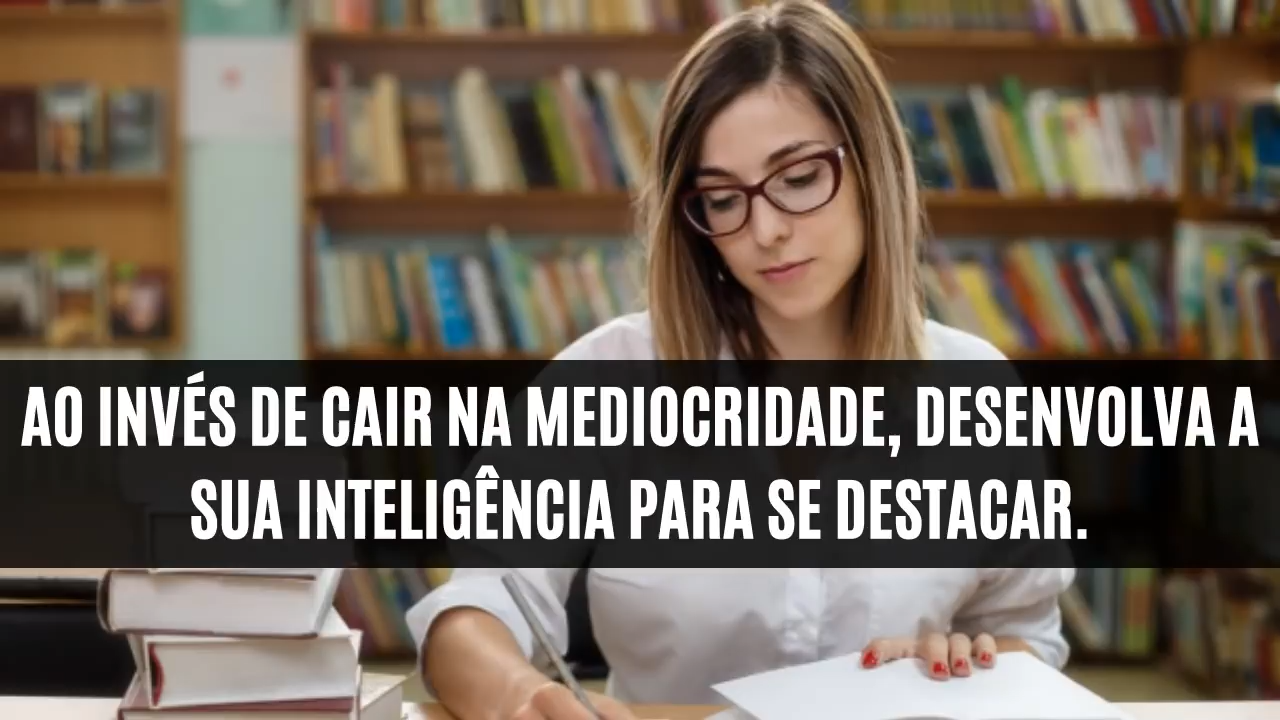 AO INVÉS DE CAIR NA MEDIOCRIDADE, DESENVOLVA A
SUA INTELIGÊNCIA PARA SE DESTACAR.